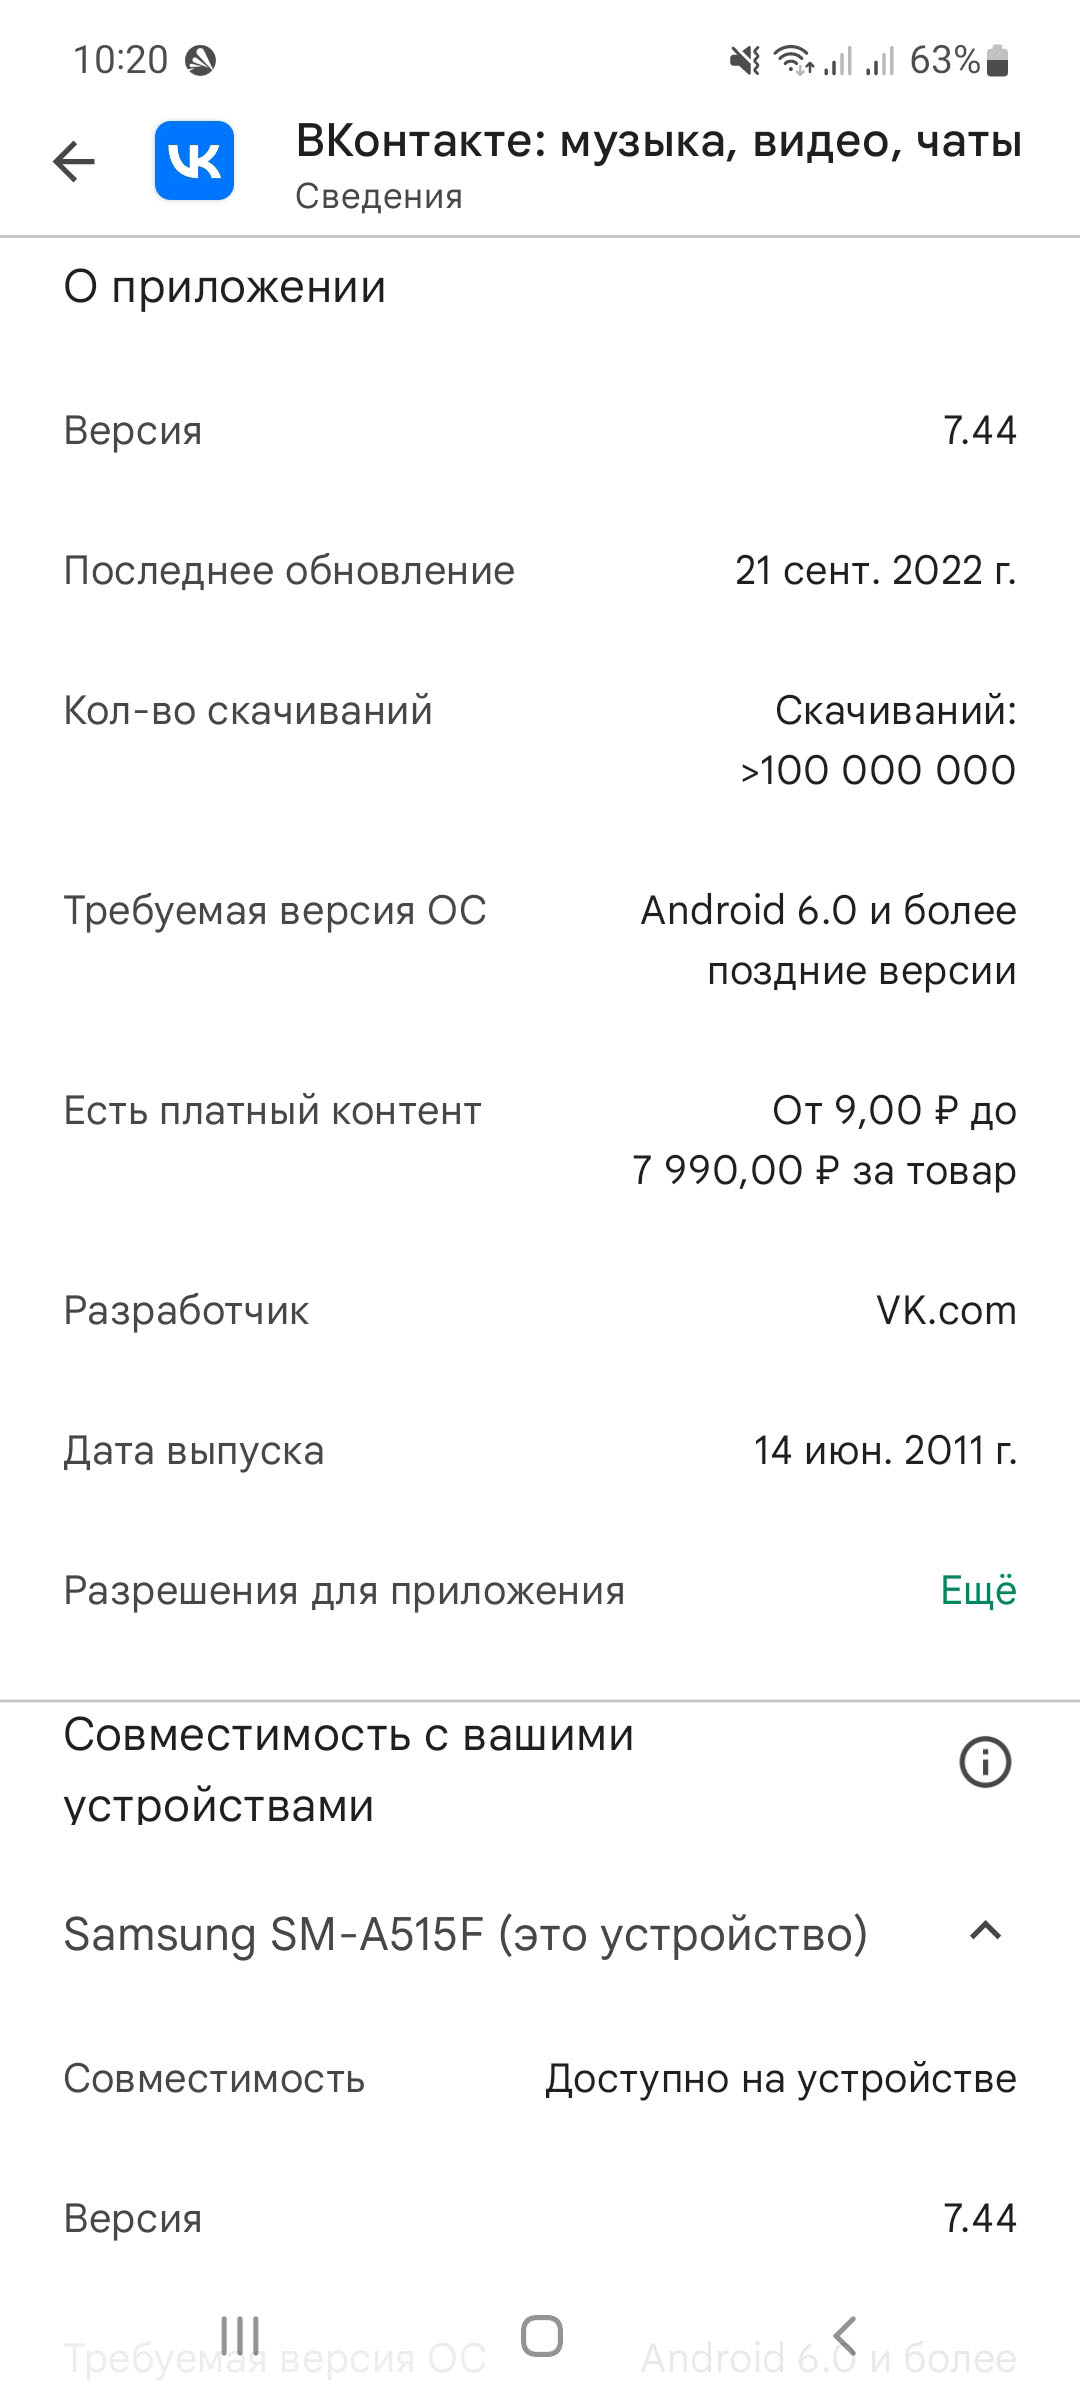 10:20
63%
ВКонтакте: музыка, видео, чаты
Сведения
О приложении
Версия 7.44
Последнее обновление 21 сент. 2022 г.
Кол-во скачиваний Скачиваний:
>100 000 000
Требуемая версия ОС Android 6.0 и более
поздние версии
Есть платный контент От 9,00 ₽ до
7 990,00 ₽ за товар
Разработчик VK.com
Дата выпуска 14 июн. 2011 г.
Разрешения для приложения Ещё
Совместимость с вашими
устройствами
Samsung SM-A515F (это устройство)
Совместимость Доступно на устройстве
Версия 7.44
Требуемая версия ОС Android 6.0 и более